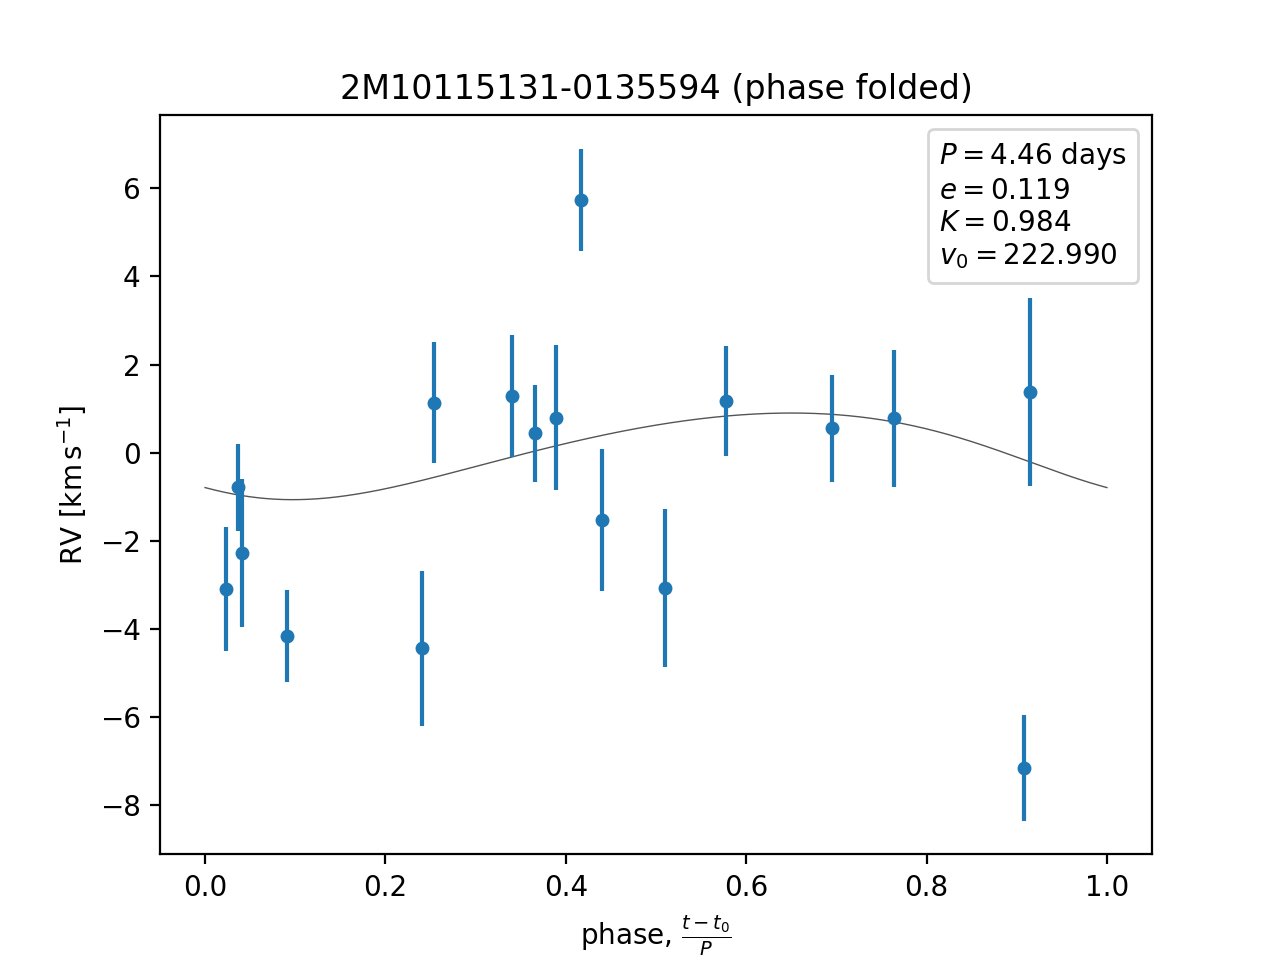 2M10115131-0135594 (phase folded)
P = 4.46 days
e = 0.119
K = 0.984
v₀ = 222.990
6
4
2
0
−2
−4
−6
−8
RV [km s⁻¹]
0.0 0.2 0.4 0.6 0.8 1.0
phase, (t − t₀)/P